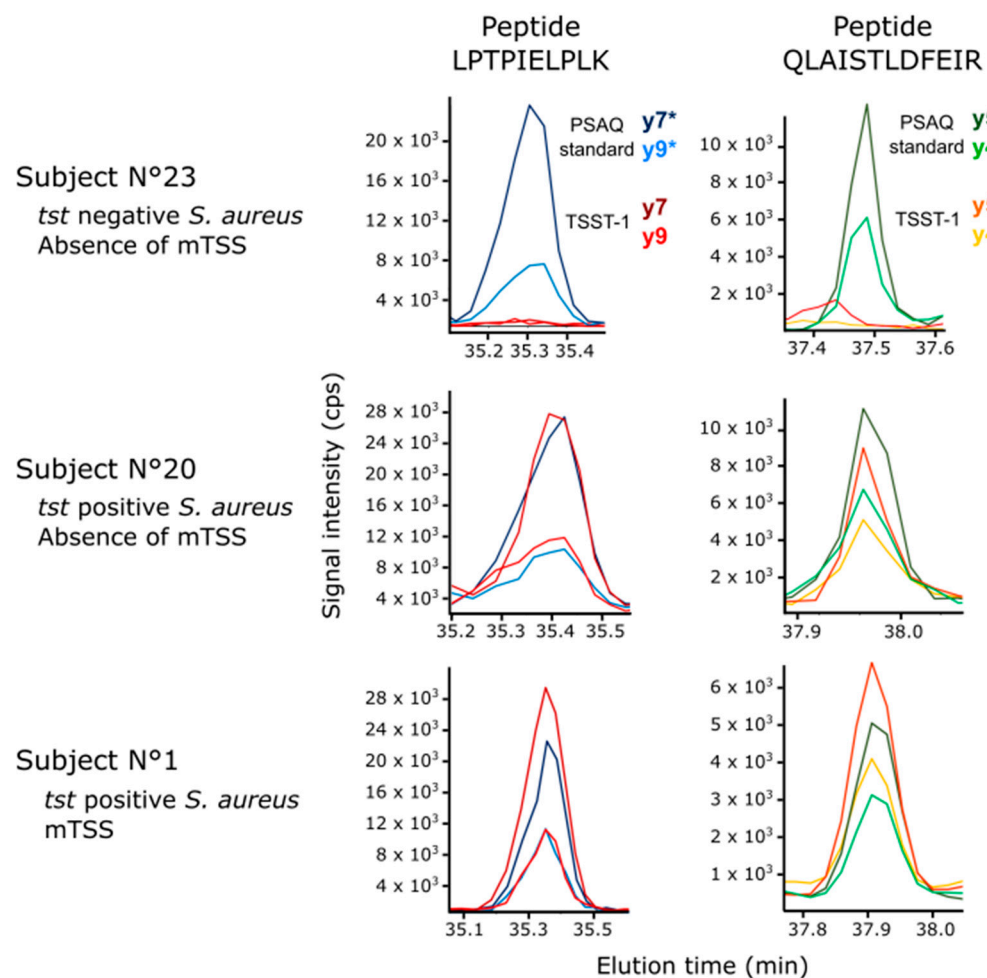 Peptide
LPTPIELPLK
Peptide
QLAISTLDFEIR
Subject N°23
tst negative S. aureus
Absence of mTSS
20 x 10³
16 x 10³
12 x 10³
8 x 10³
4 x 10³
PSAQ
standard
y7*
y9*
TSST-1
y7
y9
35.2 35.3 35.4
10 x 10³
8 x 10³
6 x 10³
4 x 10³
2 x 10³
PSAQ
standard
TSST-1
37.4 37.5 37.6
Signal intensity (cps)
Subject N°20
tst positive S. aureus
Absence of mTSS
28 x 10³
24 x 10³
20 x 10³
16 x 10³
12 x 10³
8 x 10³
4 x 10³
35.2 35.3 35.4 35.5
10 x 10³
8 x 10³
6 x 10³
4 x 10³
2 x 10³
37.9 38.0
Subject N°1
tst positive S. aureus
mTSS
28 x 10³
24 x 10³
20 x 10³
16 x 10³
12 x 10³
8 x 10³
4 x 10³
35.1 35.3 35.5
6 x 10³
5 x 10³
4 x 10³
3 x 10³
2 x 10³
1 x 10³
37.8 37.9 38.0
Elution time (min)